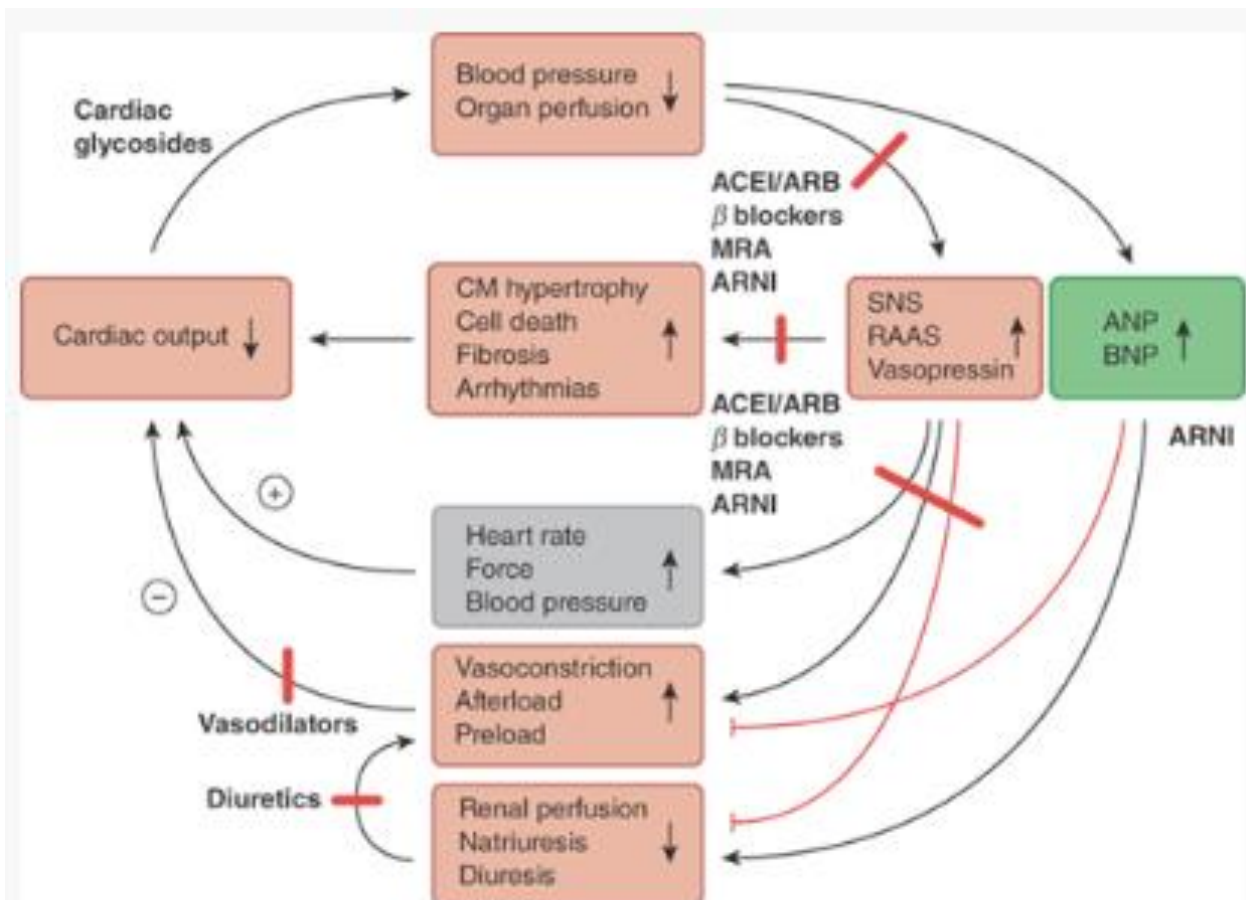 Blood pressure
Organ perfusion ↓
Cardiac
glycosides
ACEI/ARB
β blockers
MRA
ARNI
Cardiac output ↓
CM hypertrophy
Cell death
Fibrosis
Arrhythmias
↑
SNS
RAAS
Vasopressin
↑
ANP
BNP
↑
ACEI/ARB
β blockers
MRA
ARNI
ARNI
+
Heart rate
Force
Blood pressure
↑
−
Vasoconstriction
Afterload
Preload
↑
Vasodilators
Diuretics
Renal perfusion
Natriuresis
Diuresis
↓